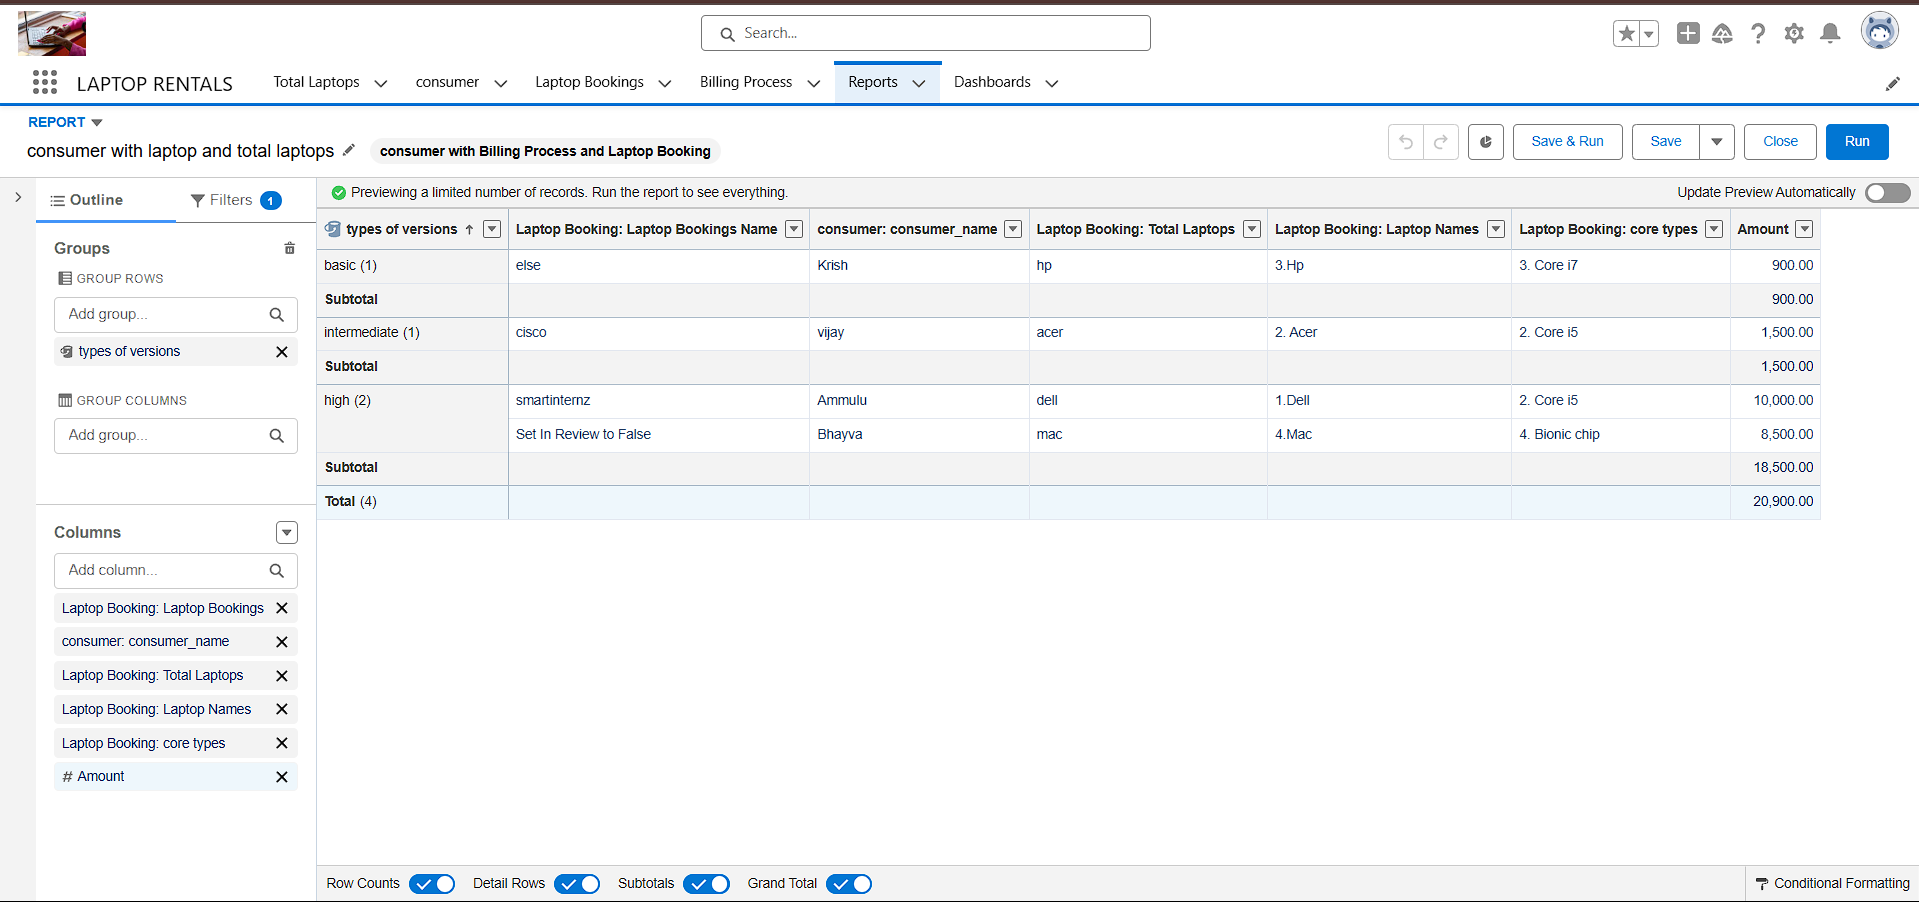 Search...
LAPTOP RENTALS
Total Laptops
consumer
Laptop Bookings
Billing Process
Reports
Dashboards
REPORT
consumer with laptop and total laptops
consumer with Billing Process and Laptop Booking
Save & Run
Save
Close
Run
Outline
Filters 1
Previewing a limited number of records. Run the report to see everything.
Update Preview Automatically
Groups
GROUP ROWS
Add group...
types of versions
GROUP COLUMNS
Add group...
Columns
Add column...
Laptop Booking: Laptop Bookings
consumer: consumer_name
Laptop Booking: Total Laptops
Laptop Booking: Laptop Names
Laptop Booking: core types
# Amount
types of versions ↑ Laptop Booking: Laptop Bookings Name consumer: consumer_name Laptop Booking: Total Laptops Laptop Booking: Laptop Names Laptop Booking: core types Amount
basic (1) else Krish hp 3.Hp 3. Core i7 900.00
Subtotal 900.00
intermediate (1) cisco vijay acer 2. Acer 2. Core i5 1,500.00
Subtotal 1,500.00
high (2) smartinternz Ammulu dell 1.Dell 2. Core i5 10,000.00
Set In Review to False Bhayva mac 4.Mac 4. Bionic chip 8,500.00
Subtotal 18,500.00
Total (4) 20,900.00
Row Counts
Detail Rows
Subtotals
Grand Total
Conditional Formatting